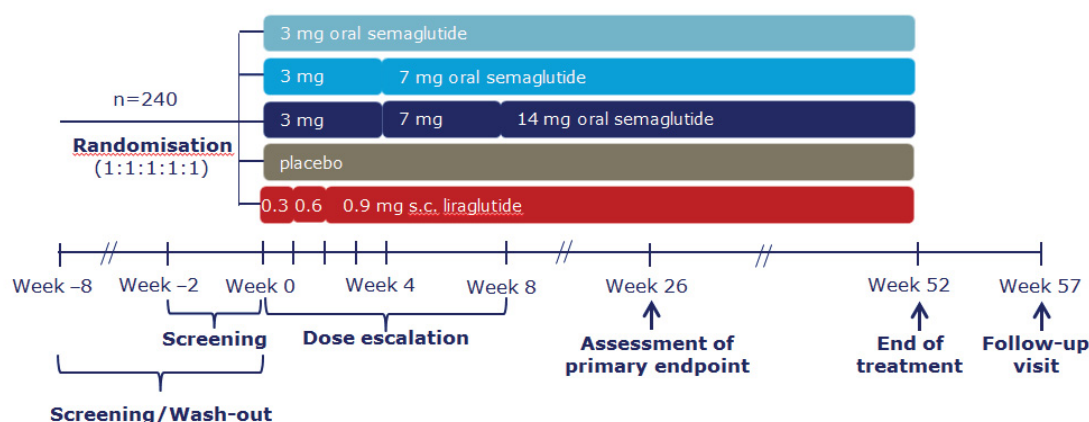 3 mg oral semaglutide
3 mg 7 mg oral semaglutide
n=240
3 mg 7 mg 14 mg oral semaglutide
Randomisation
(1:1:1:1:1)
placebo
0.3 0.6 0.9 mg s.c. liraglutide
Week –8 Week –2 Week 0 Week 4 Week 8 Week 26 Week 52 Week 57
Screening Dose escalation Assessment of primary endpoint End of treatment Follow-up visit
Screening/Wash-out